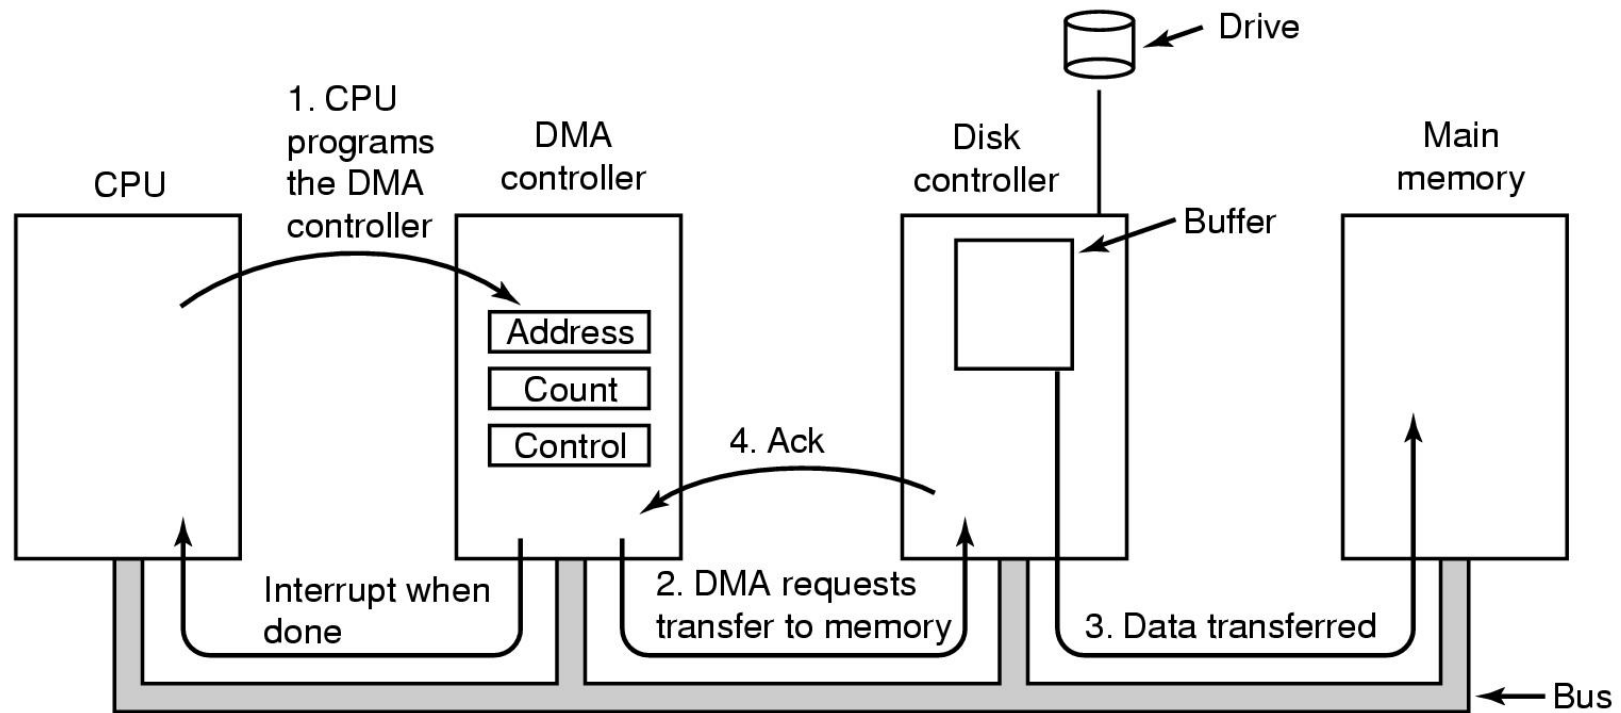 Drive
1. CPU
programs
the DMA
controller
CPU
DMA
controller
Disk
controller
Main
memory
Buffer
Address
Count
Control
4. Ack
Interrupt when
done
2. DMA requests
transfer to memory
3. Data transferred
Bus